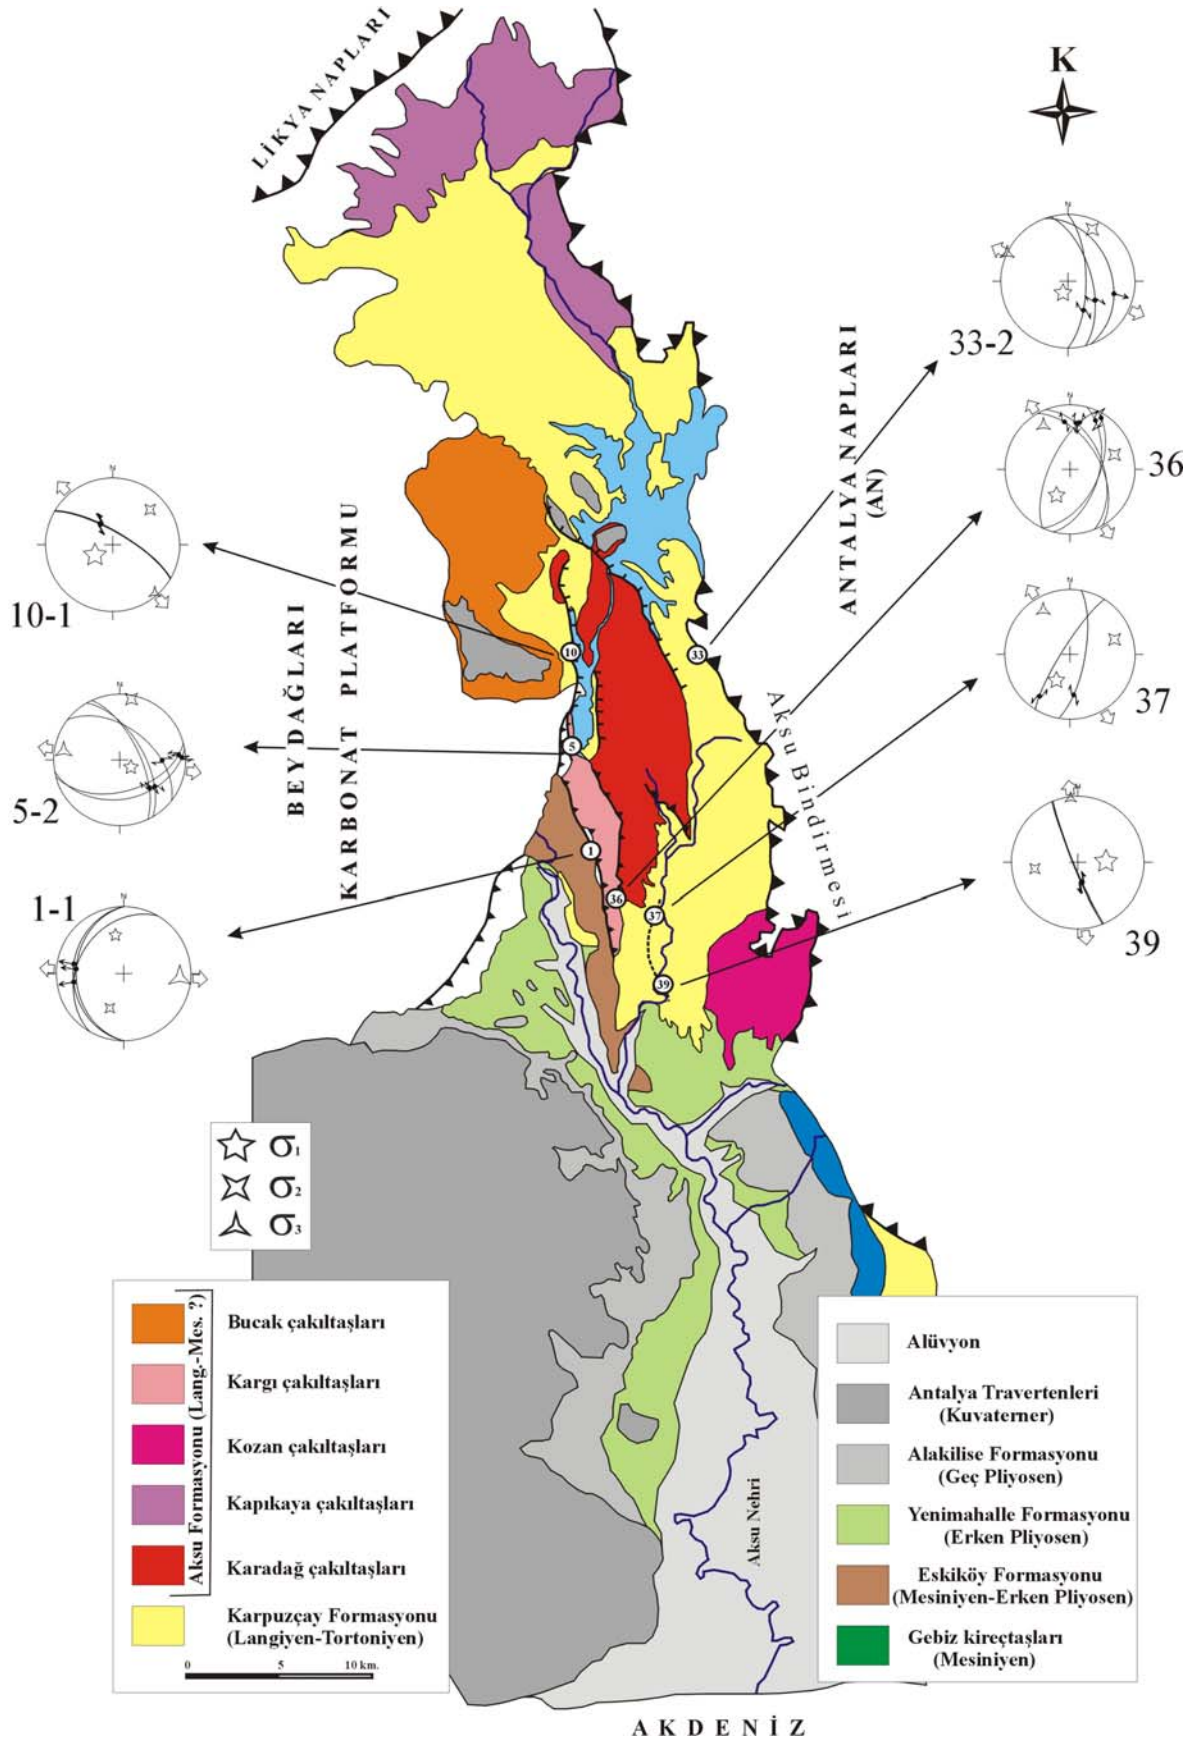 LİKYA NAPLARI
K
N
33-2
ANTALYA NAPLARI
(AN)
N
36
N
10-1
BEY DAĞLARI
KARBONAT PLATFORMU
10
33
N
37
Aksu Bindirmesi
N
5-2
5
1
N
39
36
37
39
N
1-1
σ1
σ2
σ3
Aksu Formasyonu (Lang.-Mes. ?)
Bucak çakıltaşları
Kargı çakıltaşları
Kozan çakıltaşları
Kapıkaya çakıltaşları
Karadağ çakıltaşları
Karpuzçay Formasyonu
(Langiyen-Tortoniyen)
0 5 10 km.
Aksu Nehri
Alüvyon
Antalya Travertenleri
(Kuvaterner)
Alakilise Formasyonu
(Geç Pliyosen)
Yenimahalle Formasyonu
(Erken Pliyosen)
Eskiköy Formasyonu
(Mesiniyen-Erken Pliyosen)
Gebiz kireçtaşları
(Mesiniyen)
AKDENİZ